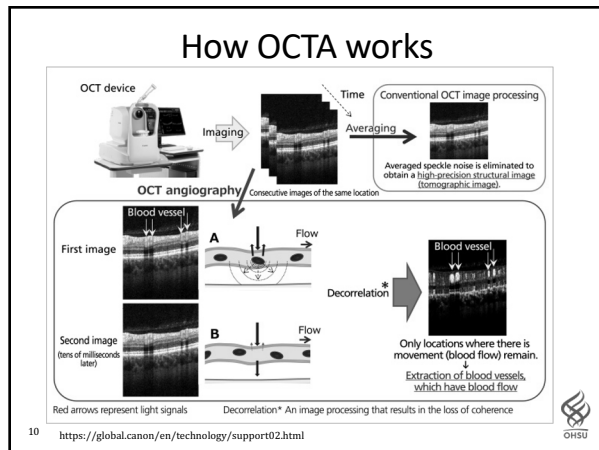 How OCTA works
OCT device
Imaging
Time
Averaging
Consecutive images of the same location
Conventional OCT image processing
Averaged speckle noise is eliminated to
obtain a high-precision structural image
(tomographic image).
OCT angiography
Blood vessel
First image
A
Flow
Second image
(tens of milliseconds
later)
B
Flow
Decorrelation*
Blood vessel
Only locations where there is
movement (blood flow) remain.
↓
Extraction of blood vessels,
which have blood flow
Red arrows represent light signals
Decorrelation* An image processing that results in the loss of coherence
10
https://global.canon/en/technology/support02.html
OHSU